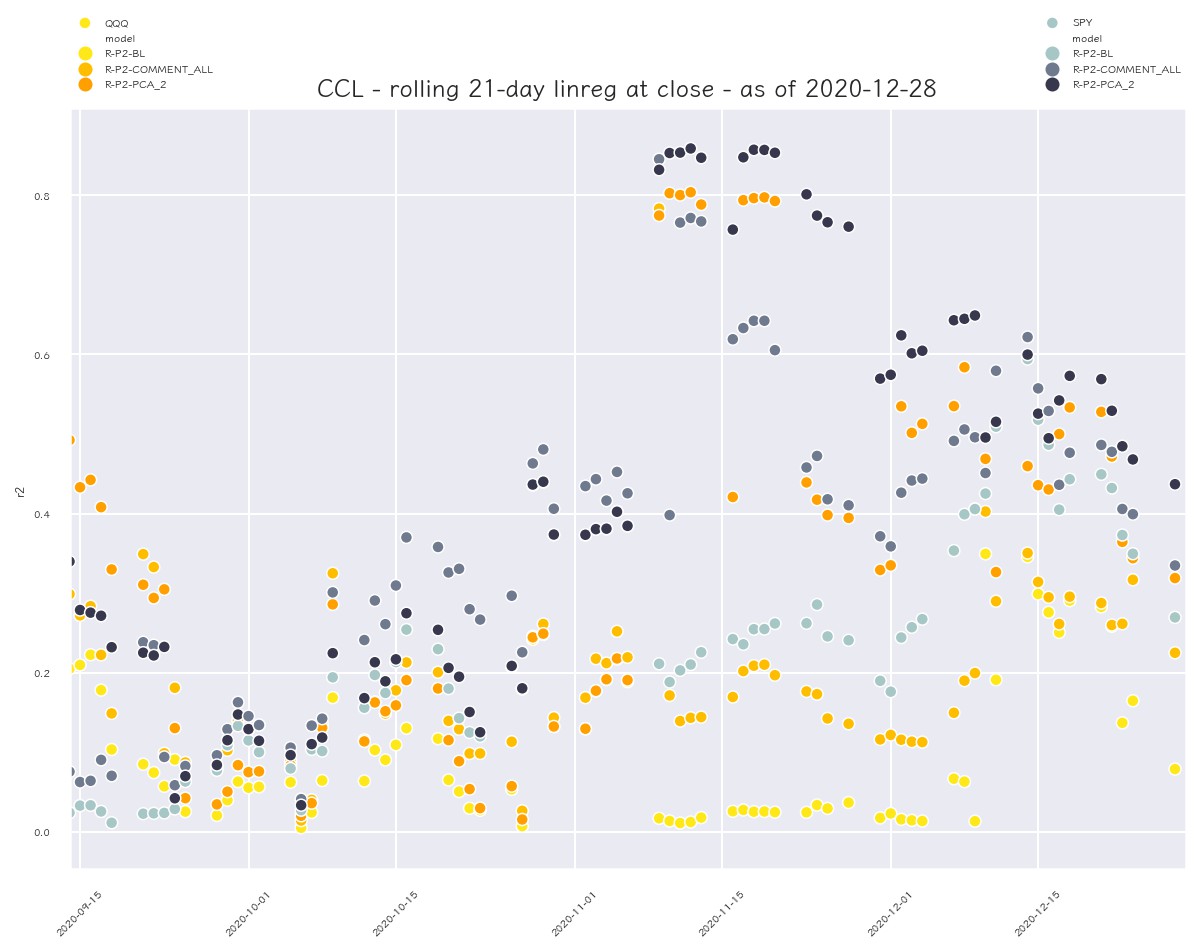 QQQ
model
R-P2-BL
R-P2-COMMENT_ALL
R-P2-PCA_2
SPY
model
R-P2-BL
R-P2-COMMENT_ALL
R-P2-PCA_2
CCL - rolling 21-day linreg at close - as of 2020-12-28
r2
0.8
0.6
0.4
0.2
0.0
2020-09-15
2020-10-01
2020-10-15
2020-11-01
2020-11-15
2020-12-01
2020-12-15